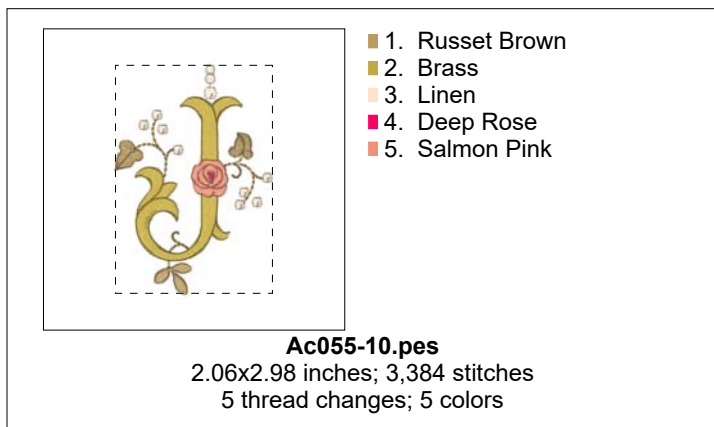 1. Russet Brown
2. Brass
3. Linen
4. Deep Rose
5. Salmon Pink
J
Ac055-10.pes
2.06x2.98 inches; 3,384 stitches
5 thread changes; 5 colors